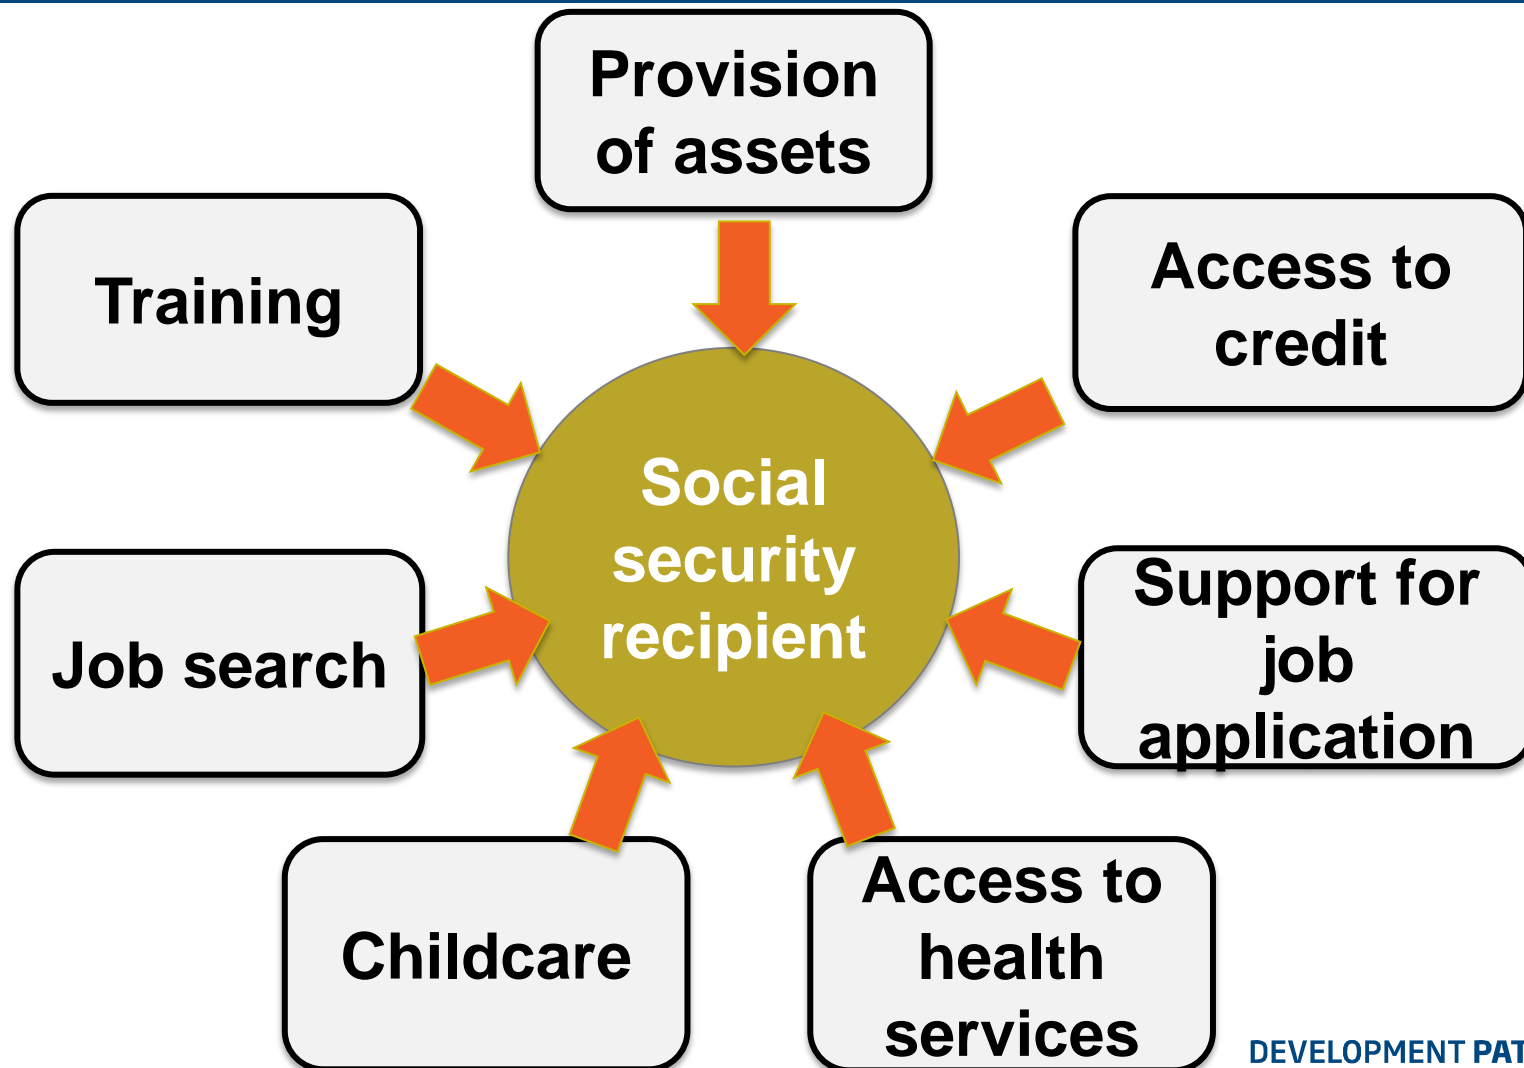 Provision
of assets
Training
Access to
credit
Social
security
recipient
Job search
Support for
job
application
Childcare
Access to
health
services
DEVELOPMENT PAT